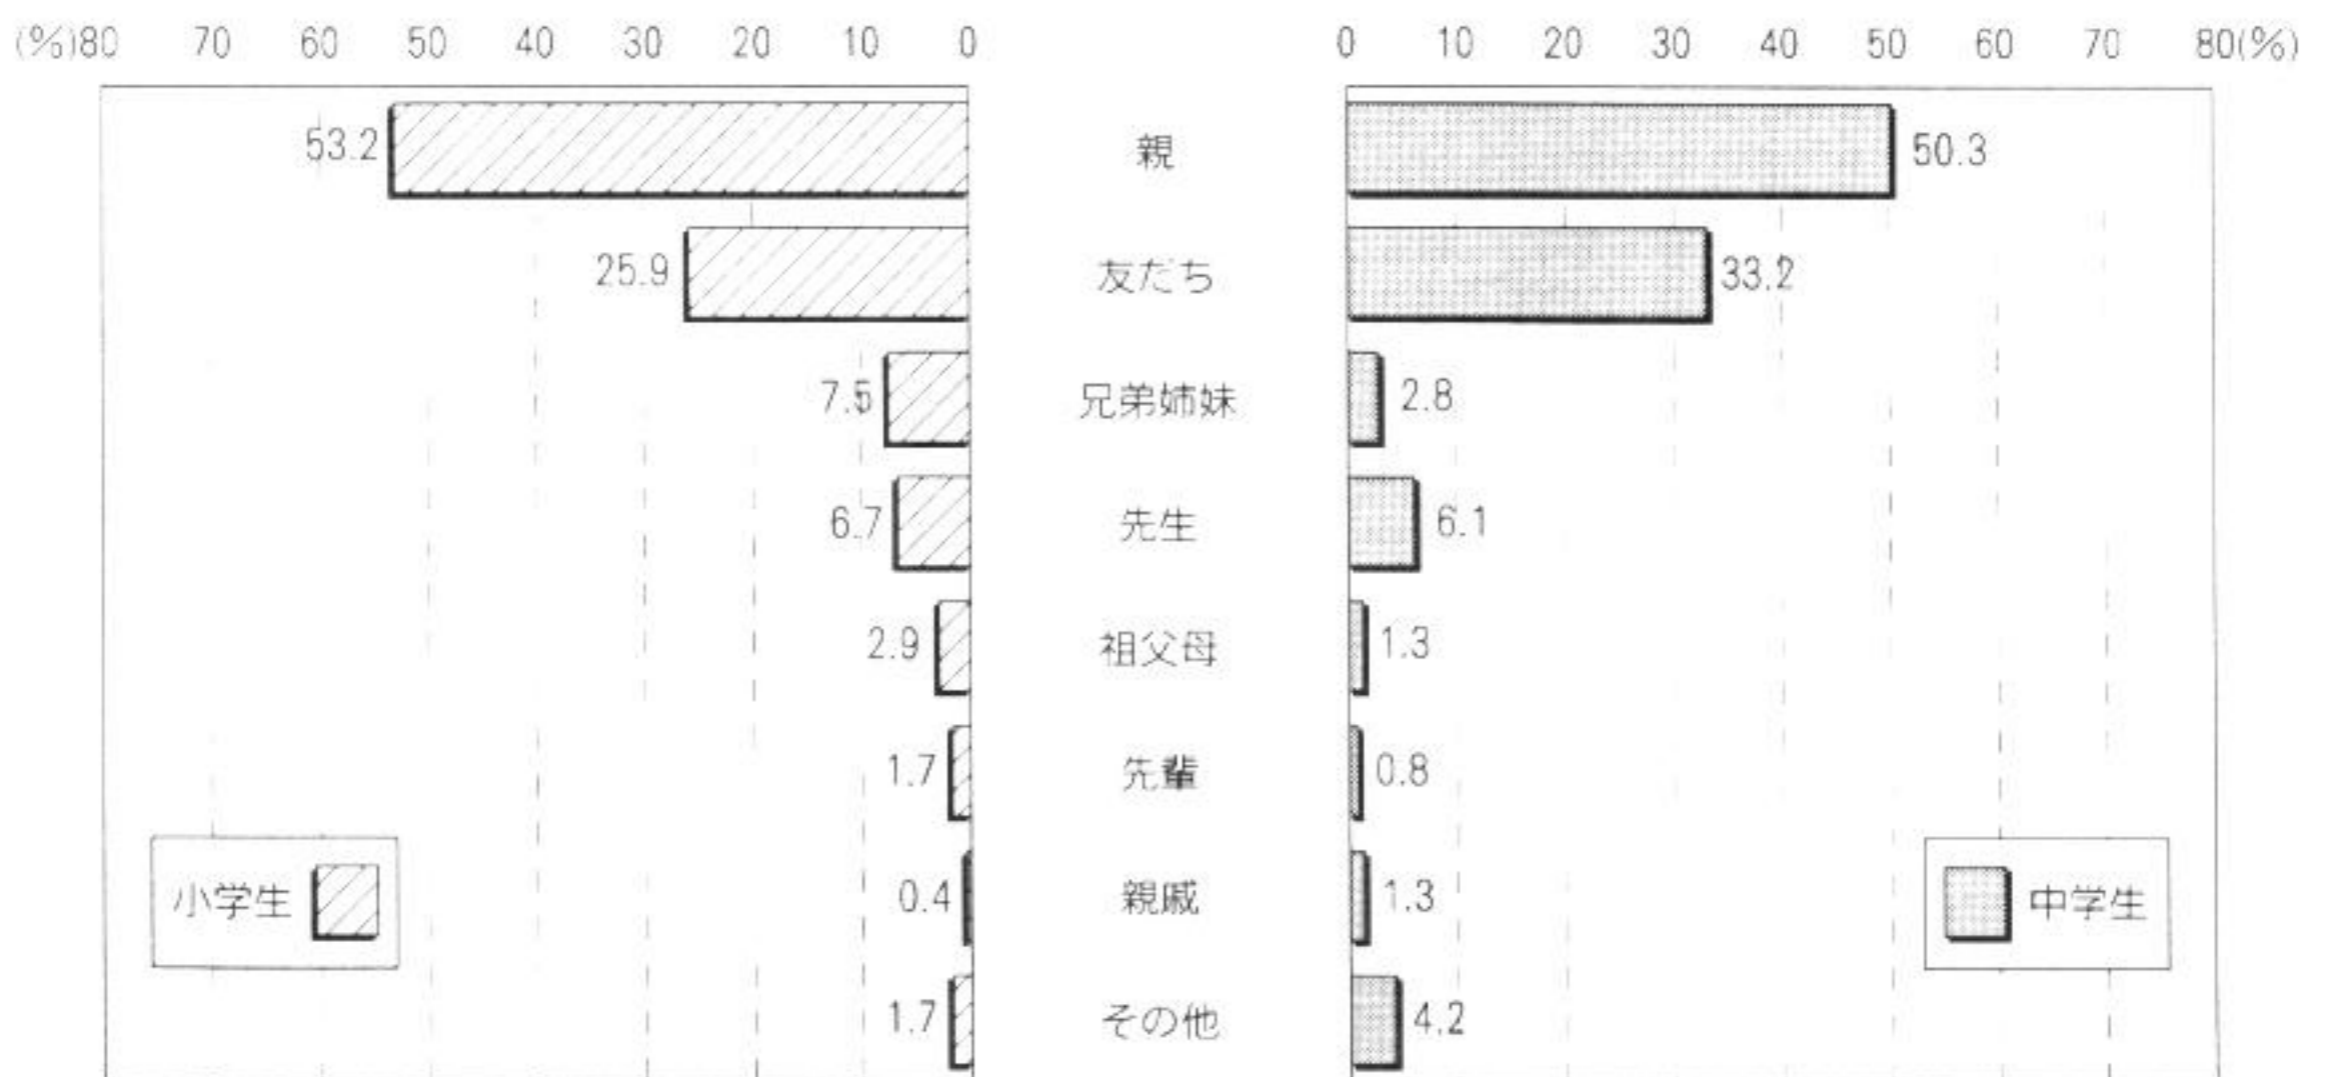 (%)80 70 60 50 40 30 20 10 0 0 10 20 30 40 50 60 70 80(%)
53.2 親 50.3
25.9 友だち 33.2
7.5 兄弟姉妹 2.8
6.7 先生 6.1
2.9 祖父母 1.3
1.7 先輩 0.8
小学生 0.4 親戚 1.3 中学生
1.7 その他 4.2